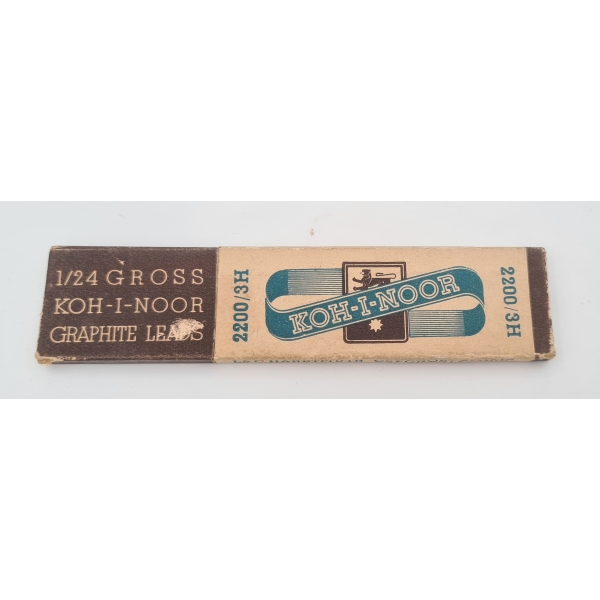 1/24 GROSS
KOH-I-NOOR
GRAPHITE LEADS
2200/3H
KOH-I-NOOR
2200/3H